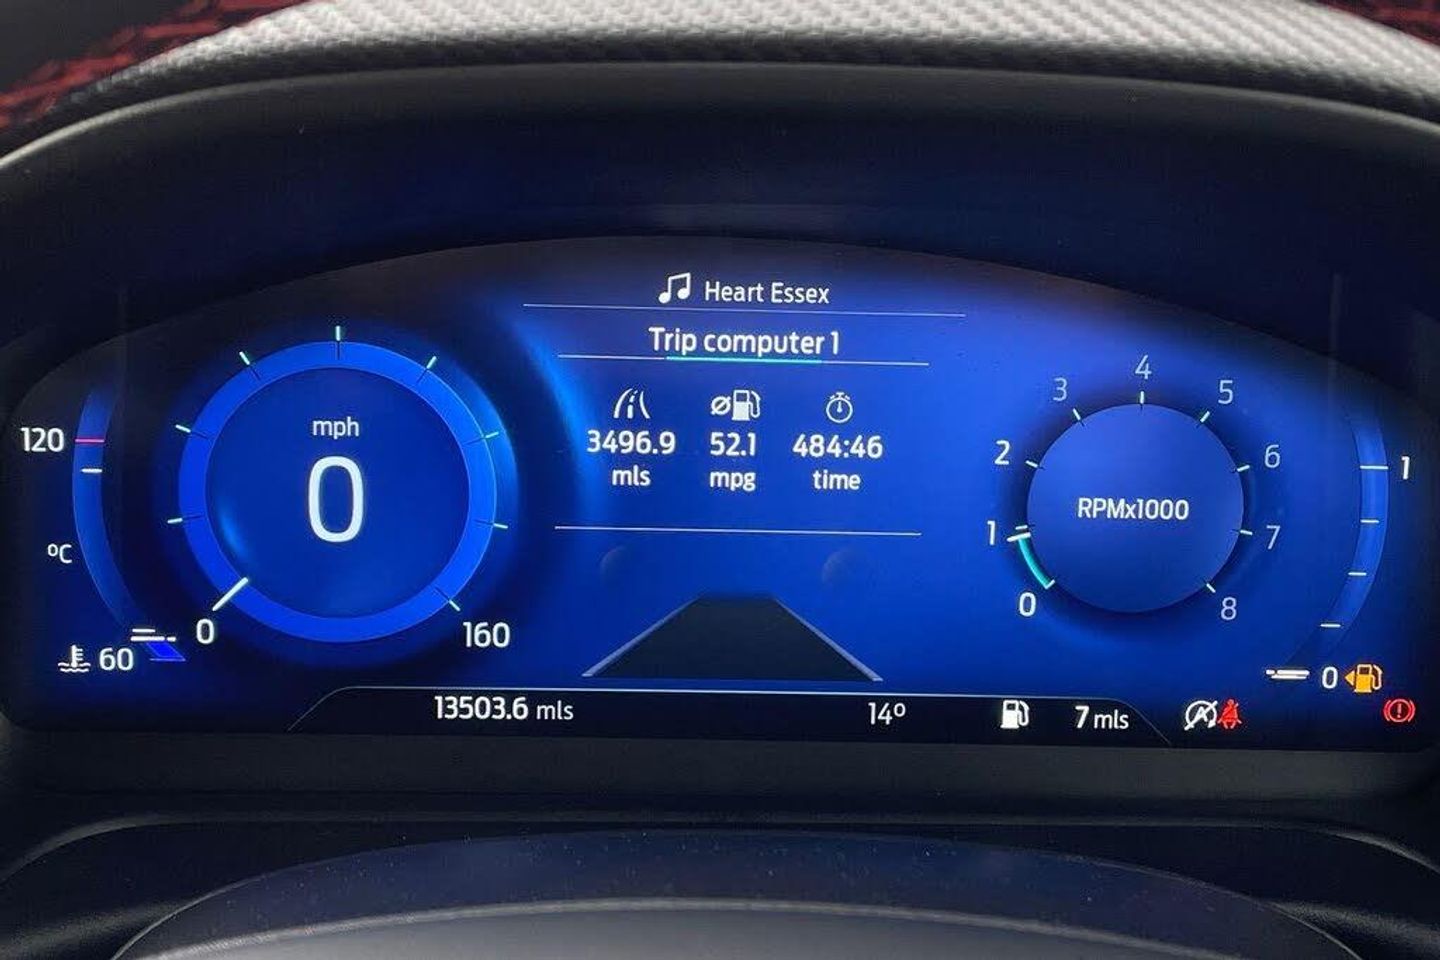 Heart Essex
Trip computer 1
3496.9 52.1 484:46
mls mpg time
120
°C
60
mph
0
0
160
0
1
2
3
4
5
6
7
8
RPMx1000
1
0
13503.6 mls
14°
7 mls